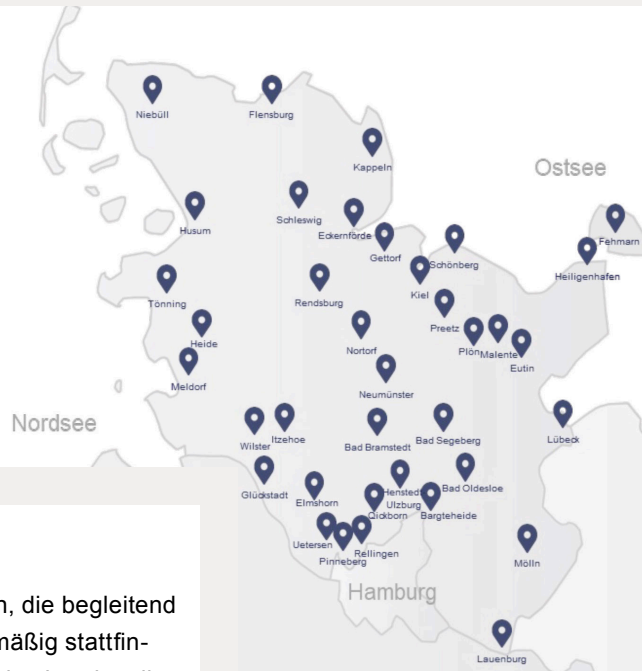 Niebüll
Flensburg
Kappeln
Ostsee
Husum
Schleswig
Eckernförde
Gettorf
Schönberg
Fehmarn
Heiligenhafen
Tönning
Rendsburg
Kiel
Preetz
Heide
Nortorf
Plön
Malente
Eutin
Meldorf
Neumünster
Nordsee
Wilster
Itzehoe
Bad Bramstedt
Bad Segeberg
Lübeck
Glückstadt
Elmshorn
Henstedt
Ulzburg
Bad Oldesloe
Qickborn
Bargteheide
Uetersen
Pinneberg
Rellingen
Mölln
Hamburg
Lauenburg
n, die begleitend
mäßig stattfin-